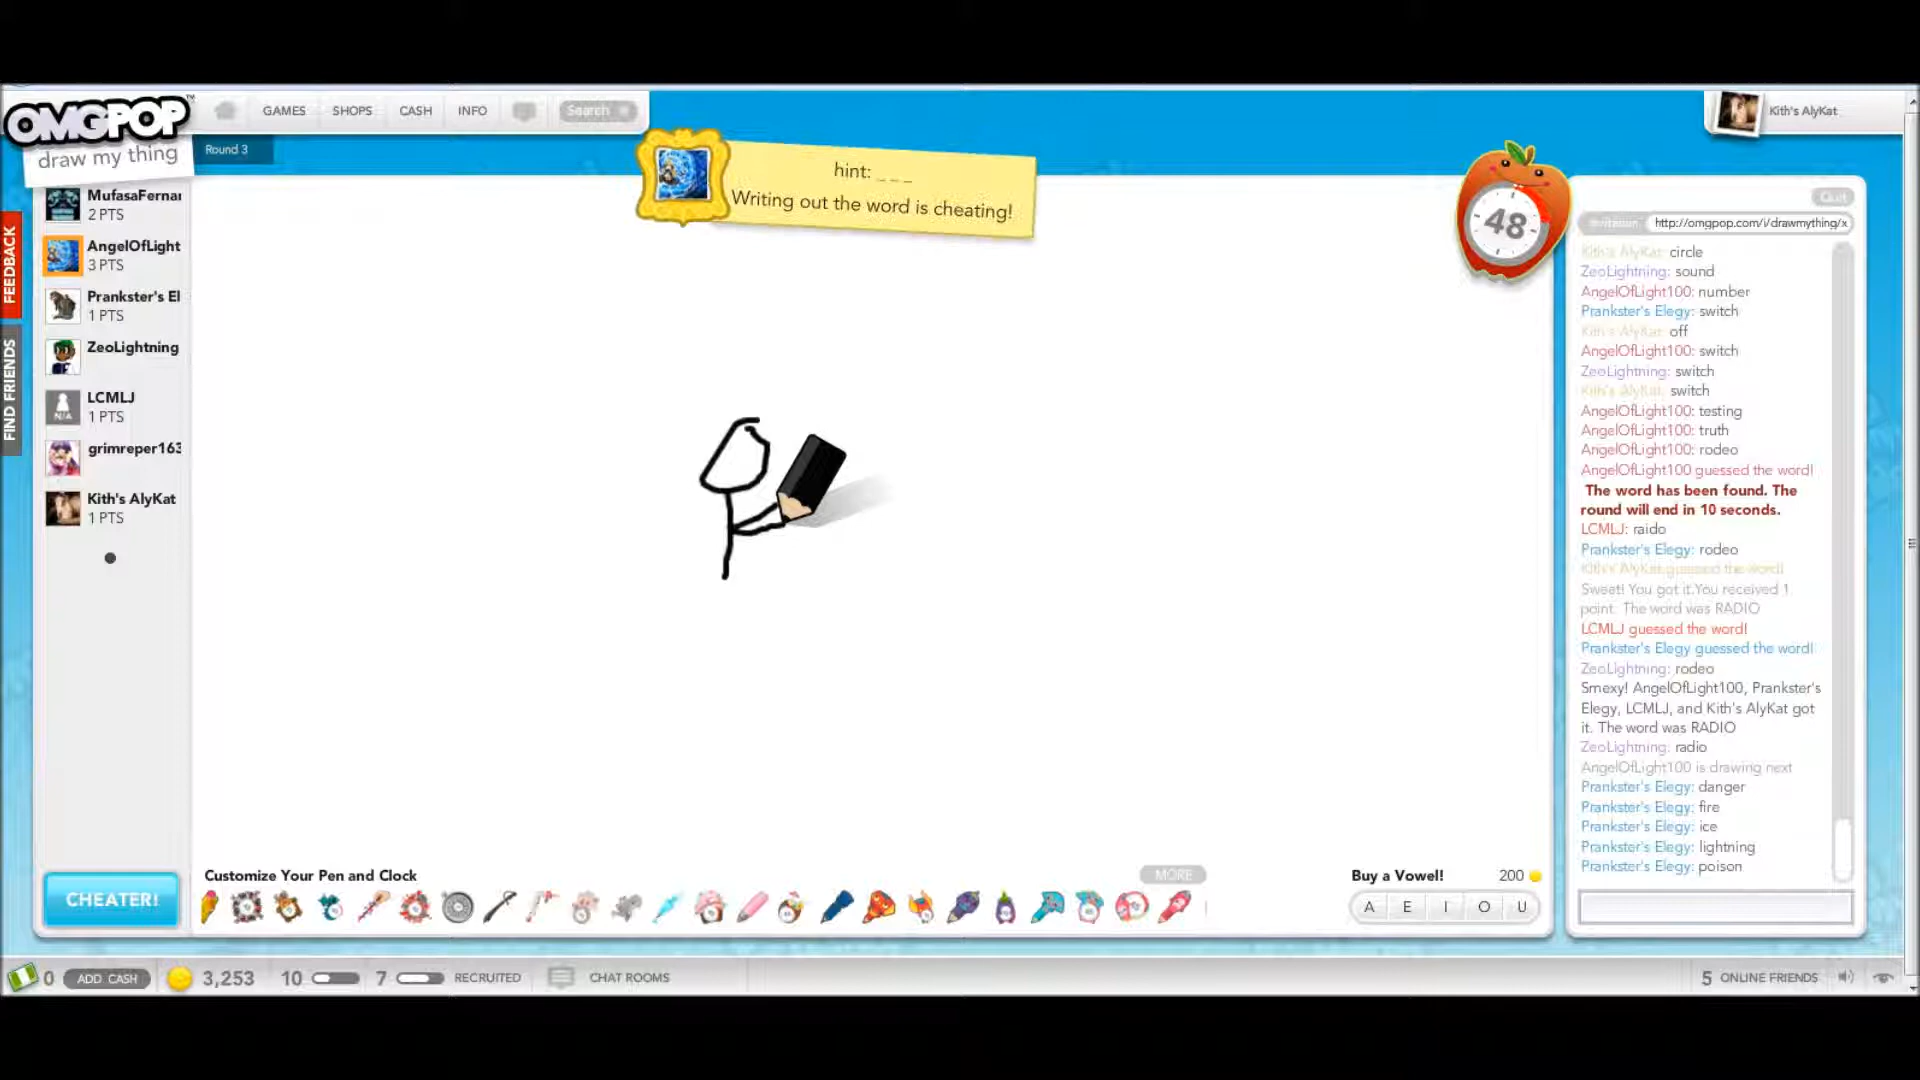 OMGPOP
GAMES SHOPS CASH INFO Search
draw my thing
Round 3
Kith's AlyKat
hint: _ _ _
Writing out the word is cheating!
48
FEEDBACK
FIND FRIENDS
MufasaFernan
2 PTS
AngelOfLight
3 PTS
Prankster's El
1 PTS
ZeoLightning
LCMLJ
N/A
1 PTS
grimreper163
Kith's AlyKat
1 PTS
CHEATER!
Quit
http://omgpop.com/i/drawmything/x
Kith's AlyKat: circle
ZeoLightning: sound
AngelOfLight100: number
Prankster's Elegy: switch
Kith's AlyKat: off
AngelOfLight100: switch
ZeoLightning: switch
Kith's AlyKat: switch
AngelOfLight100: testing
AngelOfLight100: truth
AngelOfLight100: rodeo
AngelOfLight100 guessed the word!
The word has been found. The
round will end in 10 seconds.
LCMLJ: raido
Prankster's Elegy: rodeo
Kith's AlyKat guessed the word!
Sweet! You got it.You received 1
point. The word was RADIO
LCMLJ guessed the word!
Prankster's Elegy guessed the word!
ZeoLightning: rodeo
Smexy! AngelOfLight100, Prankster's
Elegy, LCMLJ, and Kith's AlyKat got
it. The word was RADIO
ZeoLightning: radio
AngelOfLight100 is drawing next
Prankster's Elegy: danger
Prankster's Elegy: fire
Prankster's Elegy: ice
Prankster's Elegy: lightning
Prankster's Elegy: poison
Customize Your Pen and Clock
MORE
Buy a Vowel! 200
A E I O U
0 ADD CASH 3,253 10 7 RECRUITED CHAT ROOMS
5 ONLINE FRIENDS